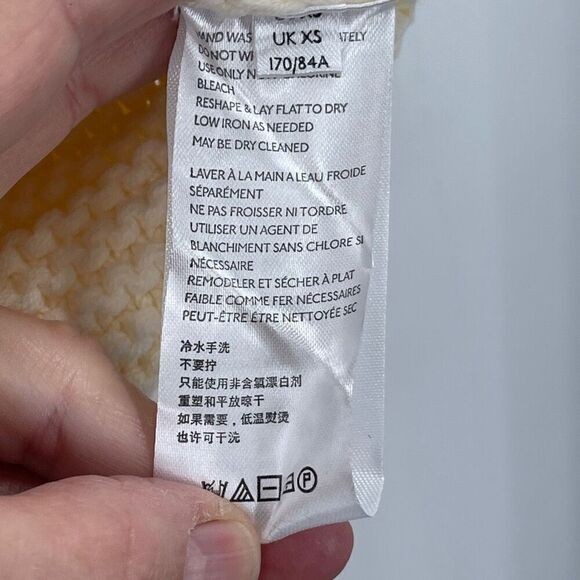 UK XS
170/84A
HAND WAS
DO NOT
USE ONLY
BLEACH
RESHAPE & LAY FLAT TO DRY
LOW IRON AS NEEDED
MAY BE DRY CLEANED
LAVER À LA MAIN A LEAU FROIDE
SÉPARÉMENT
NE PAS FROISSER NI TORDRE
UTILISER UN AGENT DE
BLANCHIMENT SANS CHLORE SI
NÉCESSAIRE
REMODELER ET SÉCHER À PLAT
FAIBLE COMME FER NÉCESSAIRES
PEUT-ÊTRE ÊTRE NETTOYÉE SEC
冷水手洗
不要拧
只能使用非含氯漂白剂
重塑和平放晾干
如果需要，低温熨烫
也许可干洗
P